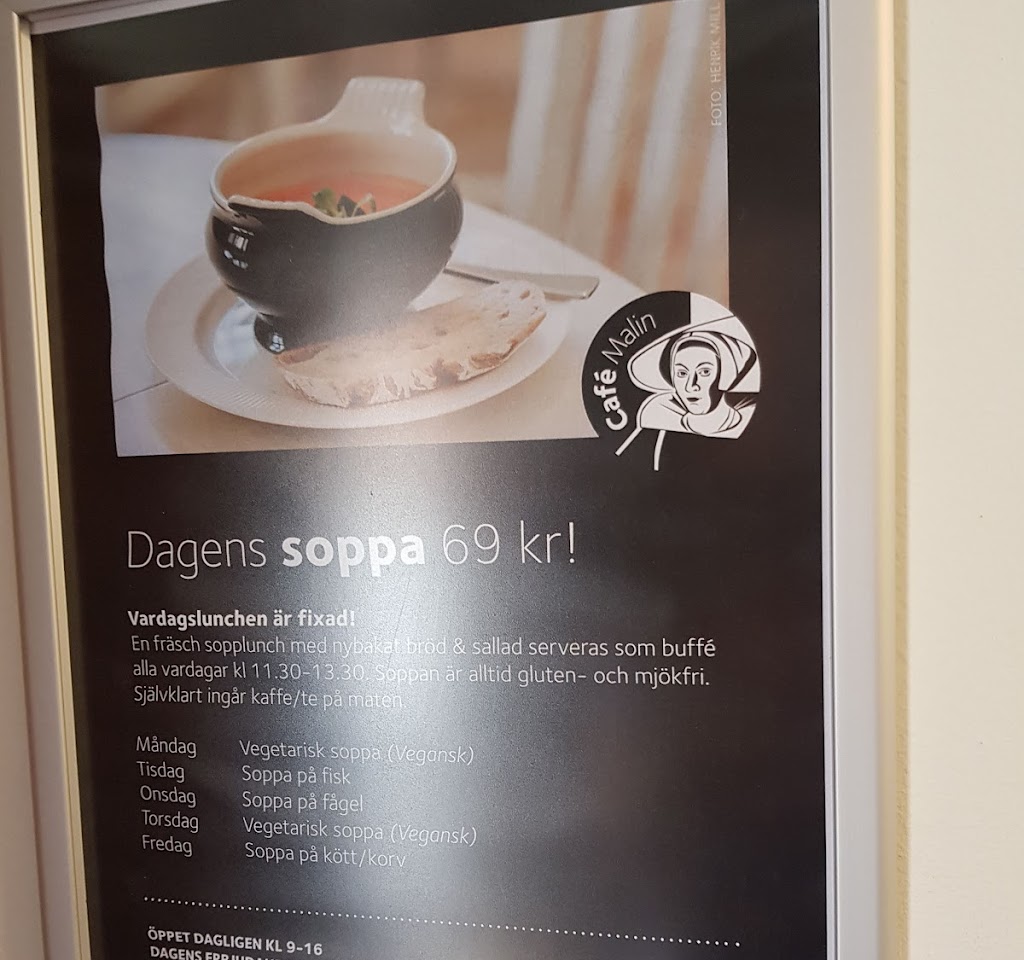 FOTO: HENRIK MILL
Café Malin
Dagens soppa 69 kr!
Vardagslunchen är fixad!
En fräsch sopplunch med nybakat bröd & sallad serveras som buffé
alla vardagar kl 11.30-13.30. Soppan är alltid gluten- och mjökfri.
Självklart ingår kaffe/te på maten.
Måndag Vegetarisk soppa (Vegansk)
Tisdag Soppa på fisk
Onsdag Soppa på fågel
Torsdag Vegetarisk soppa (Vegansk)
Fredag Soppa på kött/korv
ÖPPET DAGLIGEN KL 9-16
DAGENS